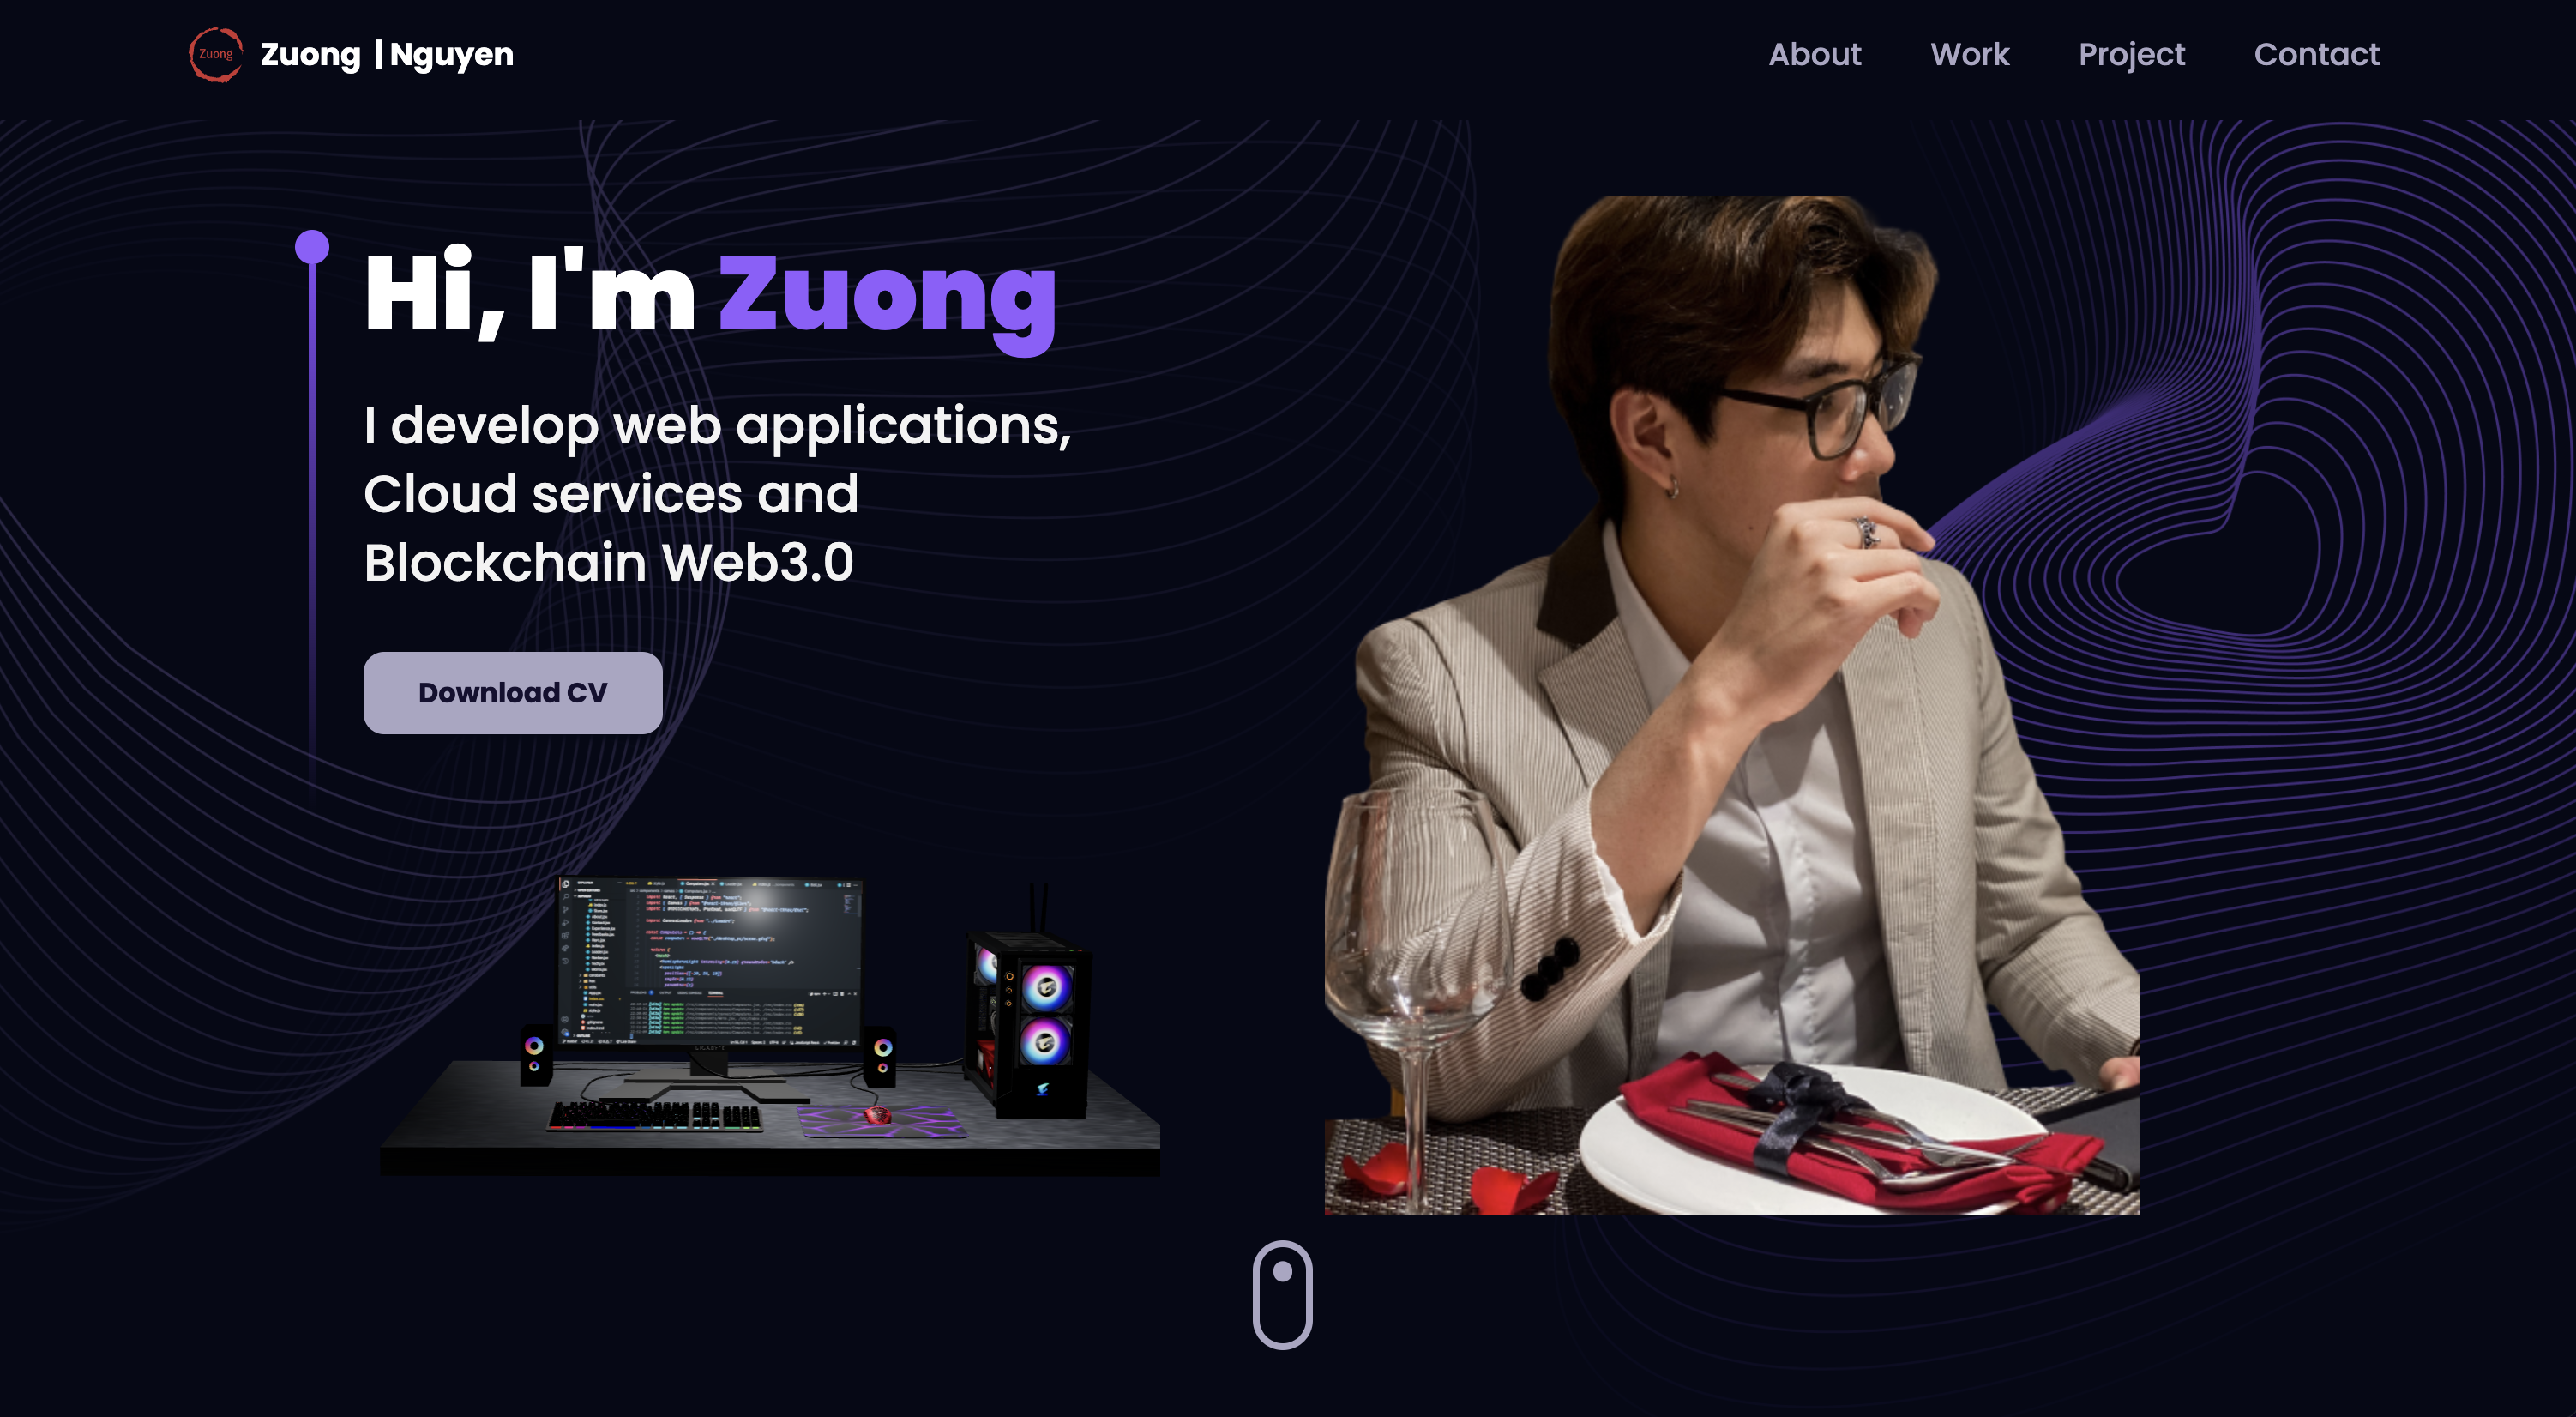 Zuong
Zuong | Nguyen
About
Work
Project
Contact
Hi, I'm Zuong
I develop web applications,
Cloud services and
Blockchain Web3.0
Download CV